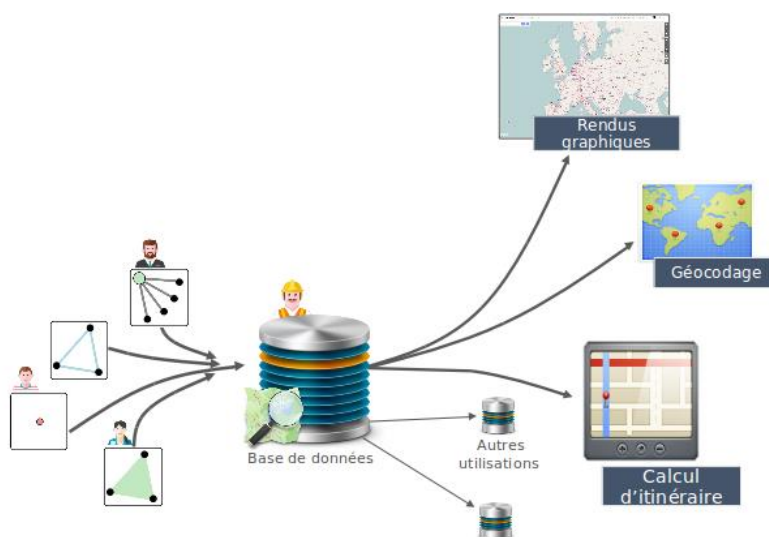 Rendus
graphiques
Géocodage
Base de données
Autres
utilisations
Calcul
d'itinéraire